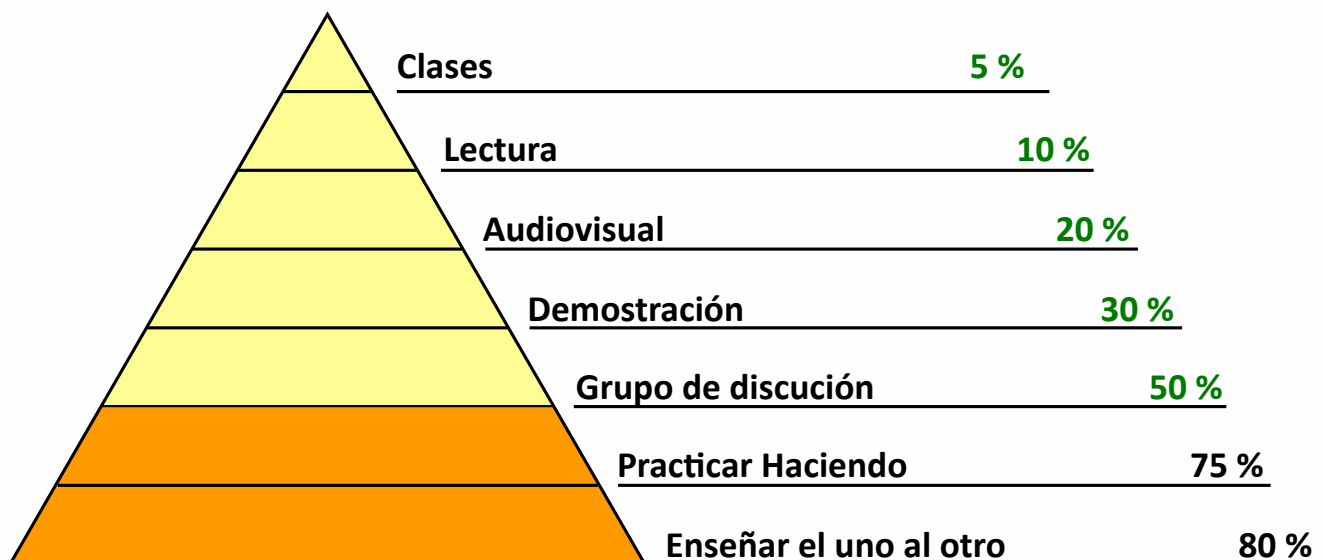 Clases 5 %
Lectura 10 %
Audiovisual 20 %
Demostración 30 %
Grupo de discución 50 %
Practicar Haciendo 75 %
Enseñar el uno al otro 80 %